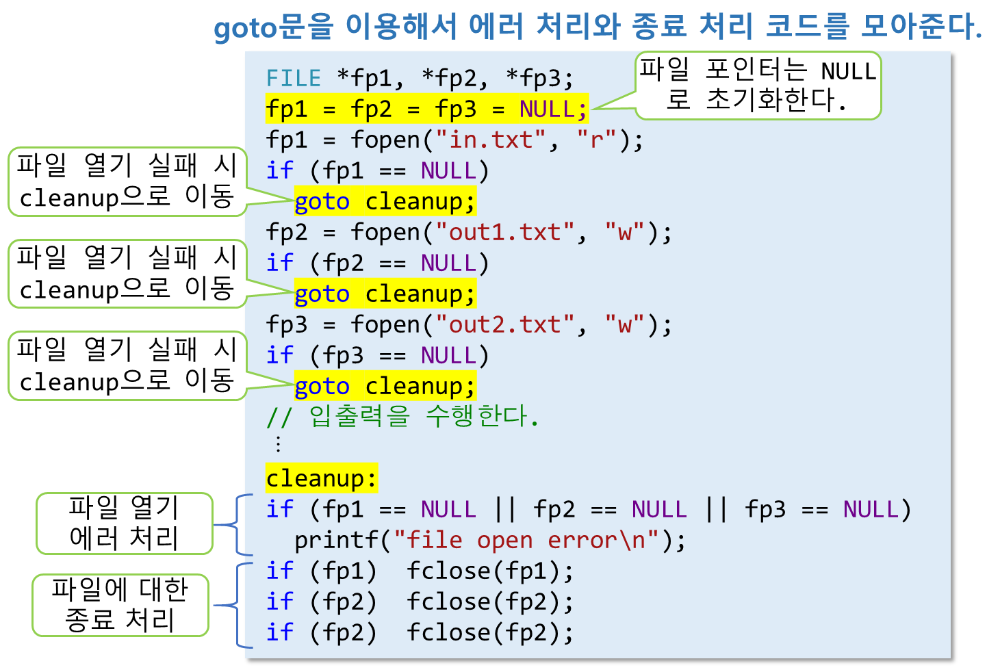 goto문을 이용해서 에러 처리와 종료 처리 코드를 모아준다.
FILE *fp1, *fp2, *fp3;
fp1 = fp2 = fp3 = NULL;
파일 포인터는 NULL
로 초기화한다.
fp1 = fopen("in.txt", "r");
if (fp1 == NULL)
goto cleanup;
파일 열기 실패 시
cleanup으로 이동
fp2 = fopen("out1.txt", "w");
if (fp2 == NULL)
goto cleanup;
파일 열기 실패 시
cleanup으로 이동
fp3 = fopen("out2.txt", "w");
if (fp3 == NULL)
goto cleanup;
파일 열기 실패 시
cleanup으로 이동
// 입출력을 수행한다.
⋮
cleanup:
if (fp1 == NULL || fp2 == NULL || fp3 == NULL)
printf("file open error\n");
파일 열기
에러 처리
if (fp1)  fclose(fp1);
if (fp2)  fclose(fp2);
if (fp2)  fclose(fp2);
파일에 대한
종료 처리